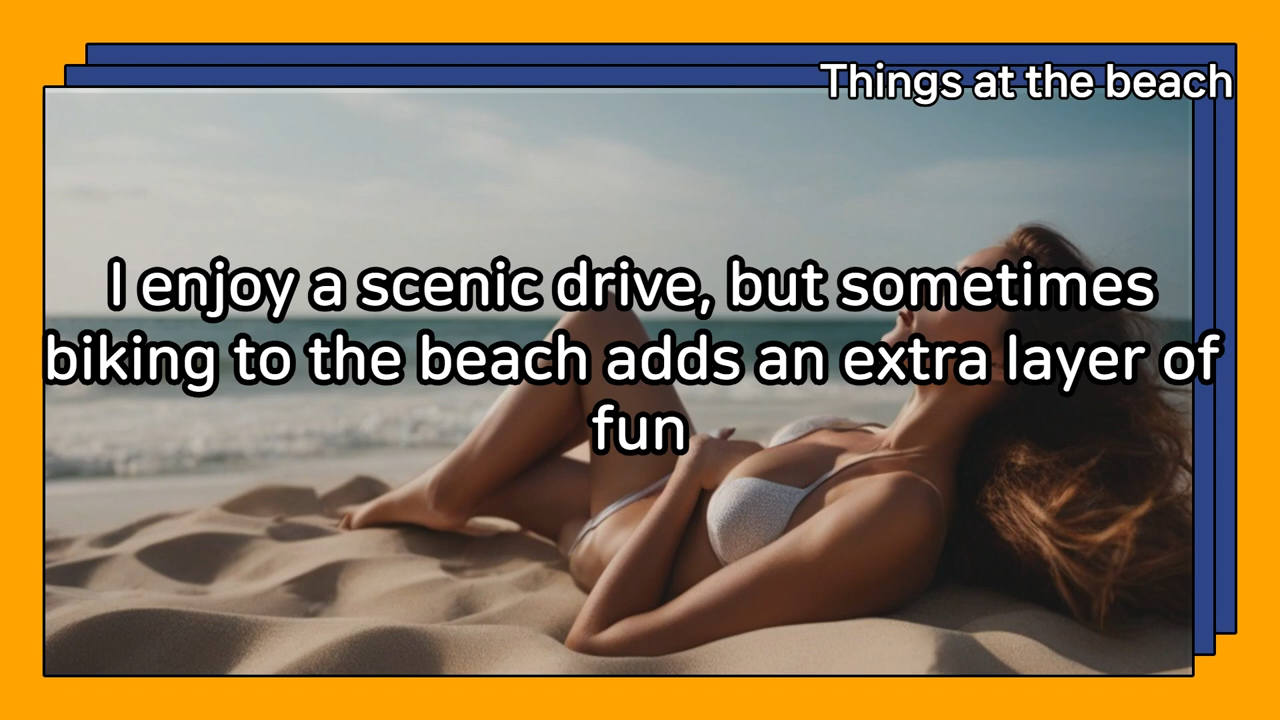 Things at the beach
I enjoy a scenic drive, but sometimes
biking to the beach adds an extra layer of
fun